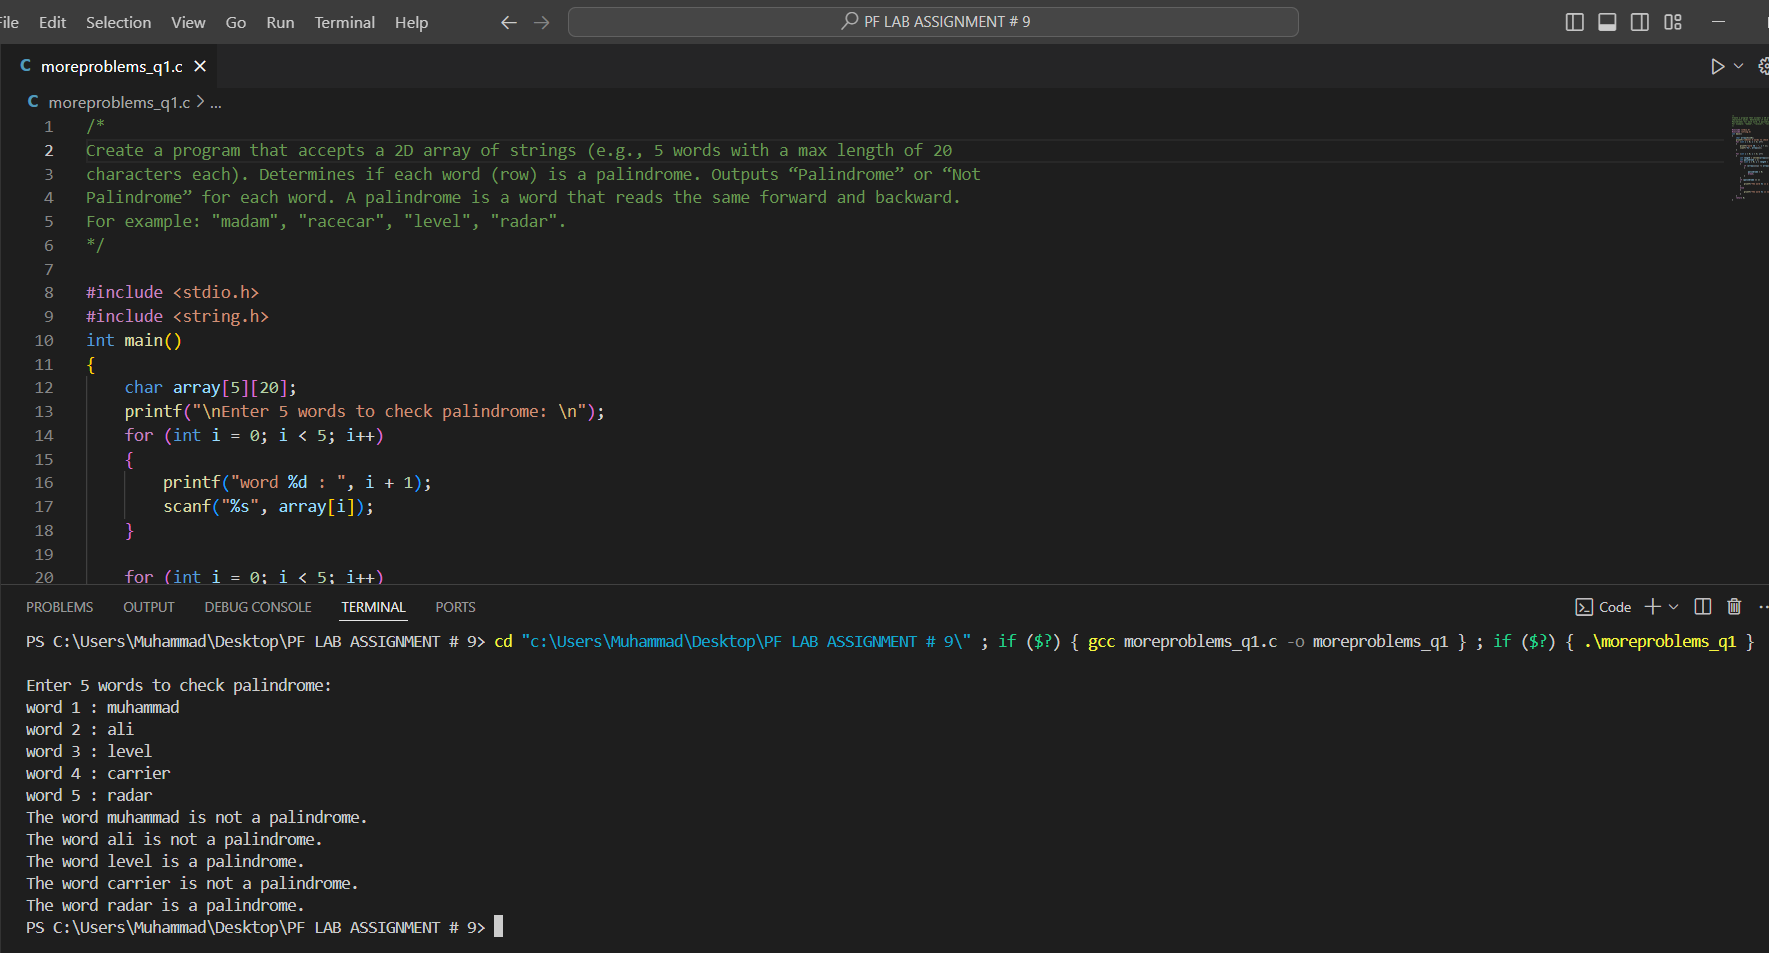 File Edit Selection View Go Run Terminal Help
PF LAB ASSIGNMENT # 9
C moreproblems_q1.c
C moreproblems_q1.c > ...
1 /*
2 Create a program that accepts a 2D array of strings (e.g., 5 words with a max length of 20
3 characters each). Determines if each word (row) is a palindrome. Outputs “Palindrome” or “Not
4 Palindrome” for each word. A palindrome is a word that reads the same forward and backward.
5 For example: "madam", "racecar", "level", "radar".
6 */
7
8 #include <stdio.h>
9 #include <string.h>
10 int main()
11 {
12     char array[5][20];
13     printf("\nEnter 5 words to check palindrome: \n");
14     for (int i = 0; i < 5; i++)
15     {
16         printf("word %d : ", i + 1);
17         scanf("%s", array[i]);
18     }
19
20     for (int i = 0; i < 5; i++)
PROBLEMS OUTPUT DEBUG CONSOLE TERMINAL PORTS
Code
PS C:\Users\Muhammad\Desktop\PF LAB ASSIGNMENT # 9> cd "c:\Users\Muhammad\Desktop\PF LAB ASSIGNMENT # 9\" ; if ($?) { gcc moreproblems_q1.c -o moreproblems_q1 } ; if ($?) { .\moreproblems_q1 }
Enter 5 words to check palindrome:
word 1 : muhammad
word 2 : ali
word 3 : level
word 4 : carrier
word 5 : radar
The word muhammad is not a palindrome.
The word ali is not a palindrome.
The word level is a palindrome.
The word carrier is not a palindrome.
The word radar is a palindrome.
PS C:\Users\Muhammad\Desktop\PF LAB ASSIGNMENT # 9>